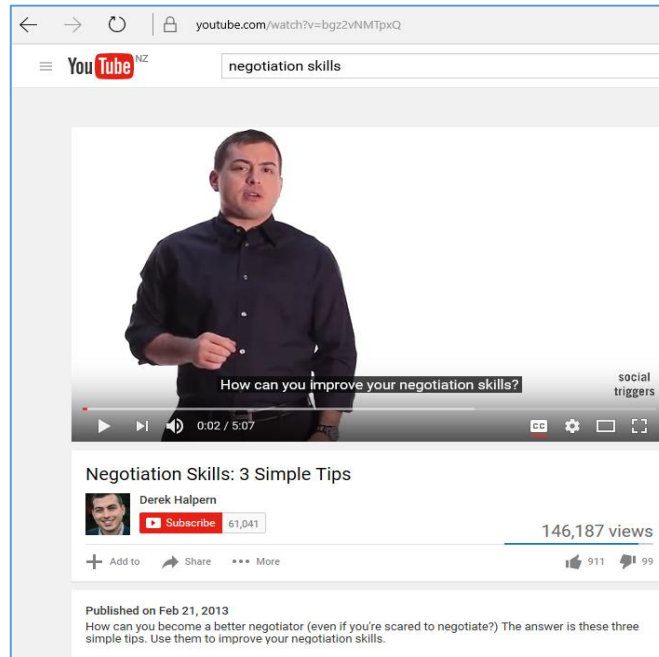 youtube.com/watch?v=bgz2vNMTpxQ
YouTube NZ
negotiation skills
How can you improve your negotiation skills?
social
triggers
0:02 / 5:07
CC
Negotiation Skills: 3 Simple Tips
Derek Halpern
Subscribe 61,041
146,187 views
Add to Share More 911 99
Published on Feb 21, 2013
How can you become a better negotiator (even if you're scared to negotiate?) The answer is these three
simple tips. Use them to improve your negotiation skills.